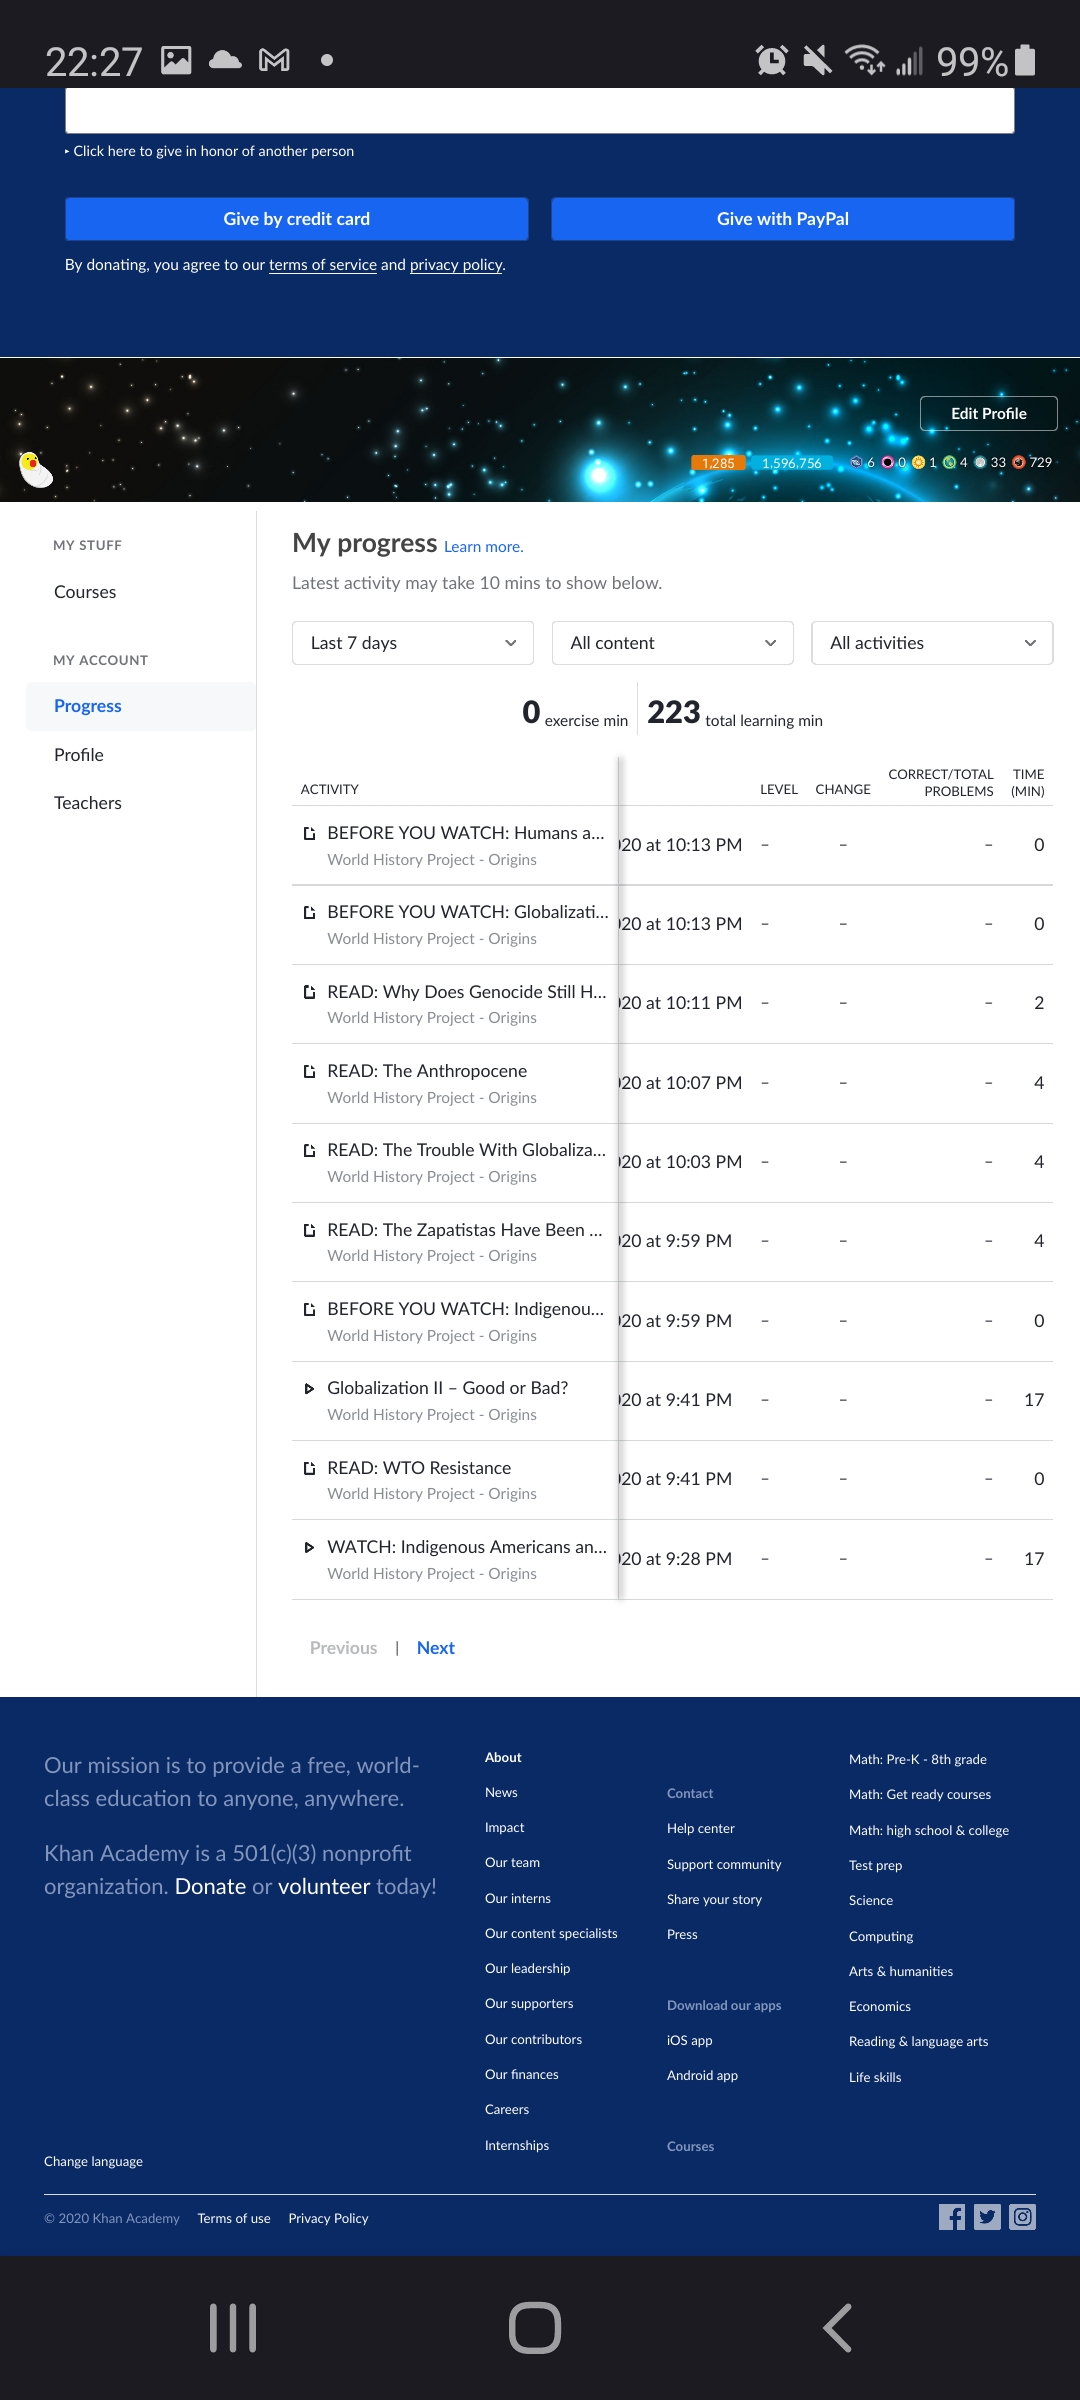 22:27
99%
Click here to give in honor of another person
Give by credit card
Give with PayPal
By donating, you agree to our terms of service and privacy policy.
Edit Profile
1,285 1,596,756 6 0 1 4 33 729
MY STUFF
Courses
MY ACCOUNT
Progress
Profile
Teachers
My progress Learn more.
Latest activity may take 10 mins to show below.
Last 7 days
All content
All activities
0 exercise min
223 total learning min
ACTIVITY LEVEL CHANGE CORRECT/TOTAL PROBLEMS TIME (MIN)
BEFORE YOU WATCH: Humans a... 20 at 10:13 PM – – – 0
World History Project - Origins
BEFORE YOU WATCH: Globalizati... 20 at 10:13 PM – – – 0
World History Project - Origins
READ: Why Does Genocide Still H... 20 at 10:11 PM – – – 2
World History Project - Origins
READ: The Anthropocene 20 at 10:07 PM – – – 4
World History Project - Origins
READ: The Trouble With Globaliza... 20 at 10:03 PM – – – 4
World History Project - Origins
READ: The Zapatistas Have Been ... 20 at 9:59 PM – – – 4
World History Project - Origins
BEFORE YOU WATCH: Indigenou... 20 at 9:59 PM – – – 0
World History Project - Origins
Globalization II – Good or Bad? 20 at 9:41 PM – – – 17
World History Project - Origins
READ: WTO Resistance 20 at 9:41 PM – – – 0
World History Project - Origins
WATCH: Indigenous Americans an... 20 at 9:28 PM – – – 17
World History Project - Origins
Previous | Next
Our mission is to provide a free, world-
class education to anyone, anywhere.
Khan Academy is a 501(c)(3) nonprofit
organization. Donate or volunteer today!
Change language
About
News
Impact
Our team
Our interns
Our content specialists
Our leadership
Our supporters
Our contributors
Our finances
Careers
Internships
Contact
Help center
Support community
Share your story
Press
Download our apps
iOS app
Android app
Courses
Math: Pre-K - 8th grade
Math: Get ready courses
Math: high school & college
Test prep
Science
Computing
Arts & humanities
Economics
Reading & language arts
Life skills
© 2020 Khan Academy Terms of use Privacy Policy